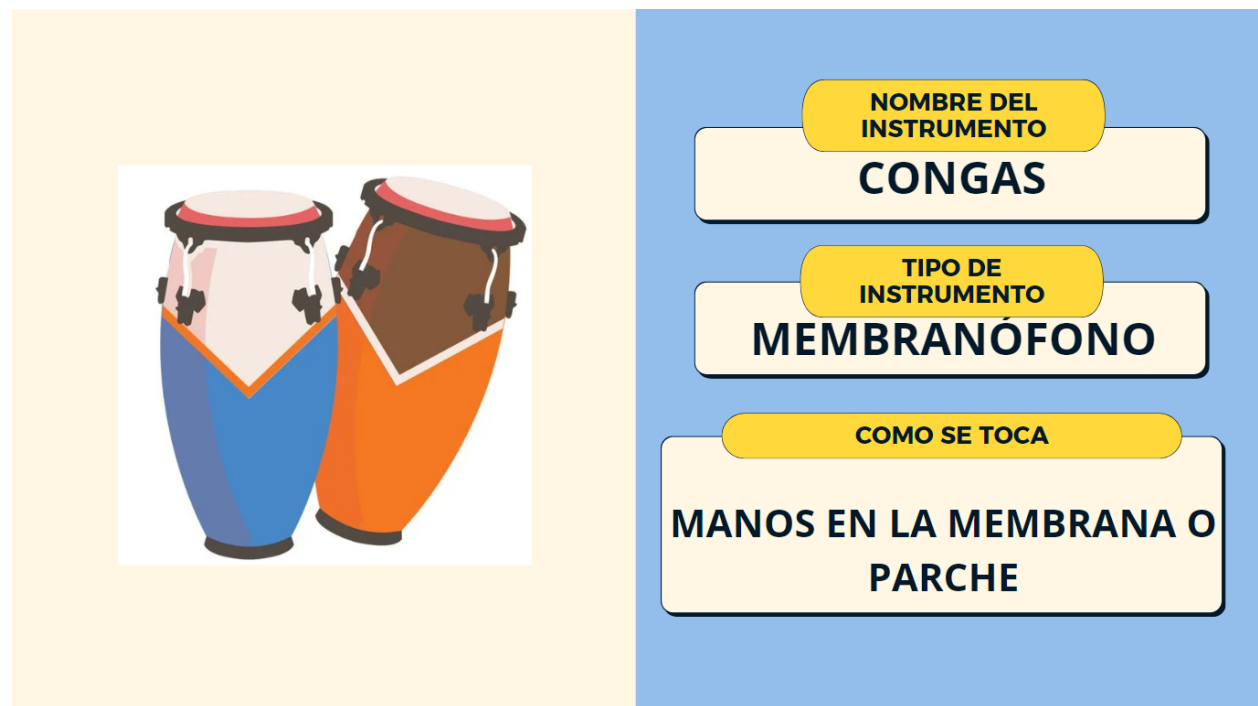 NOMBRE DEL
INSTRUMENTO
CONGAS
TIPO DE
INSTRUMENTO
MEMBRANÓFONO
COMO SE TOCA
MANOS EN LA MEMBRANA O
PARCHE